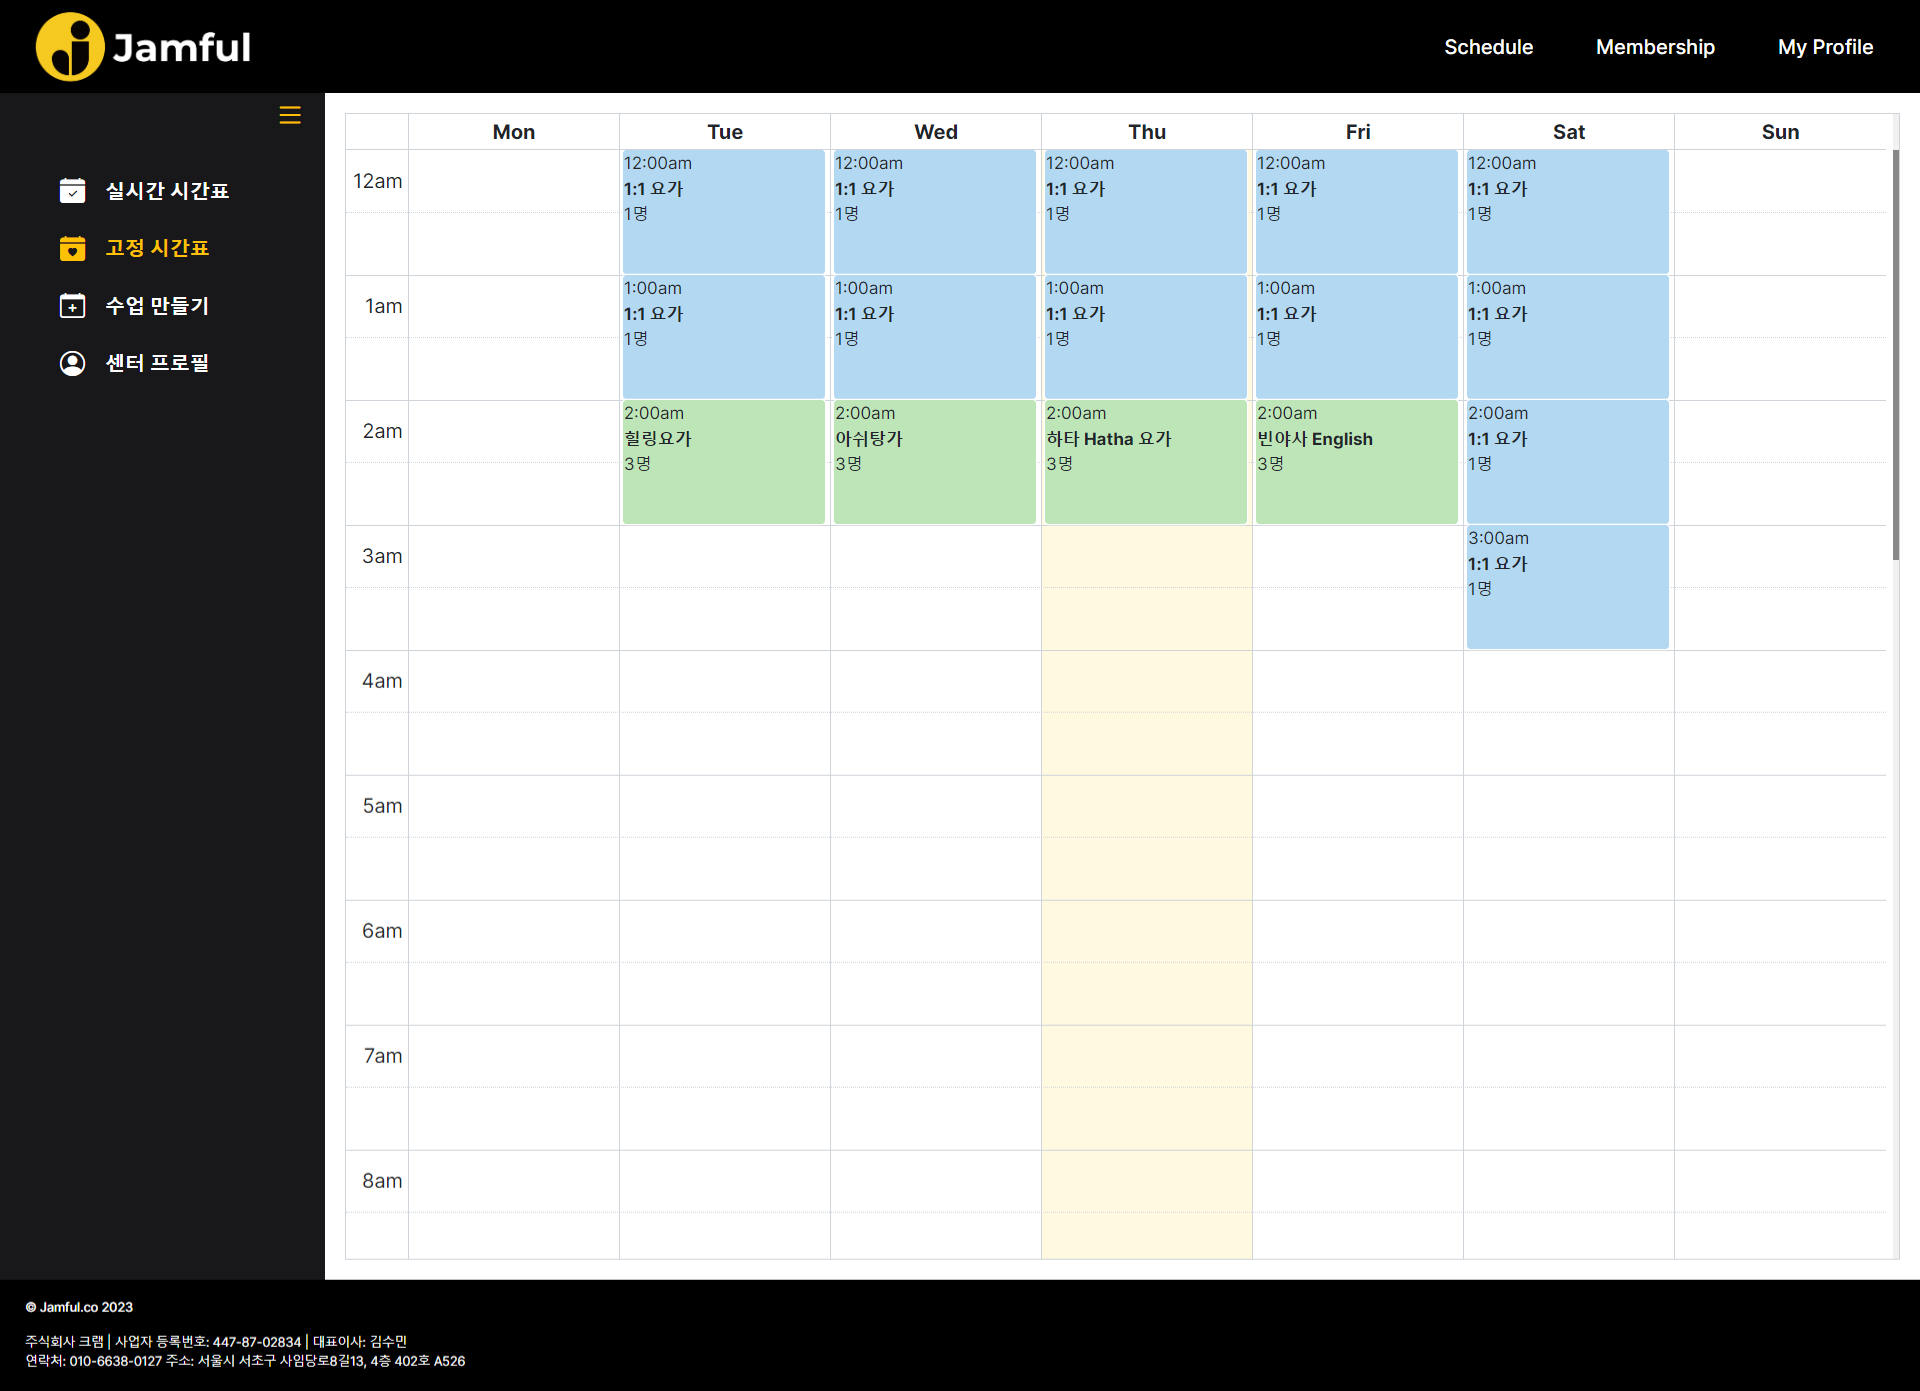 Jamful
Schedule
Membership
My Profile
실시간 시간표
고정 시간표
수업 만들기
센터 프로필
Mon
Tue
Wed
Thu
Fri
Sat
Sun
12am
12:00am
1:1 요가
1명
12:00am
1:1 요가
1명
12:00am
1:1 요가
1명
12:00am
1:1 요가
1명
12:00am
1:1 요가
1명
1am
1:00am
1:1 요가
1명
1:00am
1:1 요가
1명
1:00am
1:1 요가
1명
1:00am
1:1 요가
1명
1:00am
1:1 요가
1명
2am
2:00am
힐링요가
3명
2:00am
아쉬탕가
3명
2:00am
하타 Hatha 요가
3명
2:00am
빈야사 English
3명
2:00am
1:1 요가
1명
3am
3:00am
1:1 요가
1명
4am
5am
6am
7am
8am
© Jamful.co 2023
주식회사 크램 | 사업자 등록번호: 447-87-02834 | 대표이사: 김수민
연락처: 010-6638-0127 주소: 서울시 서초구 사임당로8길13, 4층 402호 A526